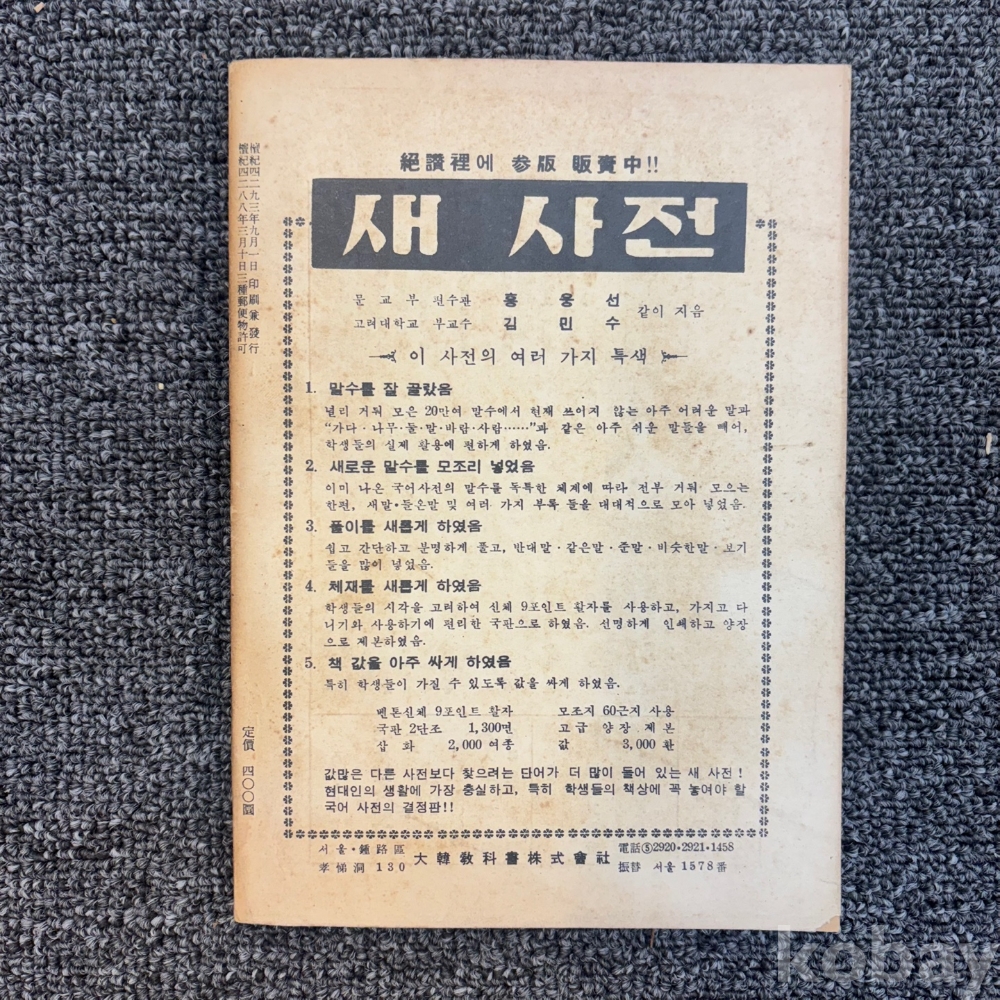 絕讚裡에 参版 販賣中!!
새 사전
문교부 편수관 홍웅선
고려대학교 부교수 김민수
같이 지음
이 사전의 여러 가지 특색
1. 말수를 잘 골랐음
널리 거둬 모은 20만여 말수에서 현재 쓰이지 않는 아주 어려운 말과
“가다·나무·돌·말·바람·사람……”과 같은 아주 쉬운 말들을 빼어,
학생들의 실제 활용에 편하게 하였음.
2. 새로운 말수를 모조리 넣었음
이미 나온 국어사전의 말수를 독특한 체제에 따라 전부 거둬 모으는
한편, 새말·들온말 및 여러 가지 부록 들을 대대적으로 모아 넣었음.
3. 풀이를 새롭게 하였음
쉽고 간단하고 분명하게 풀고, 반대말·같은말·준말·비슷한말·보기
들을 많이 넣었음.
4. 체재를 새롭게 하였음
학생들의 시각을 고려하여 신체 9포인트 활자를 사용하고, 가지고 다
니기와 사용하기에 편리한 국판으로 하였음. 선명하게 인쇄하고 양장
으로 제본하였음.
5. 책 값을 아주 싸게 하였음
특히 학생들이 가질 수 있도록 값을 싸게 하였음.
벤톤신체 9포인트 활자 모조지 60근지 사용
국판 2단조 1,300면 고급 양장 제본
삽화 2,000여종 값 3,000환
값많은 다른 사전보다 찾으려는 단어가 더 많이 들어 있는 새 사전!
현대인의 생활에 가장 충실하고, 특히 학생들의 책상에 꼭 놓여야 할
국어 사전의 결정판!!
서울·鍾路區
孝悌洞 130
大韓敎科書株式會社
電話⑤2920·2921·1458
振替 서울 1578番
檀紀四二九三年九月一日 印刷兼發行
檀紀四二八八年三月十日三種郵便物許可
定價 四〇〇圜
kobay